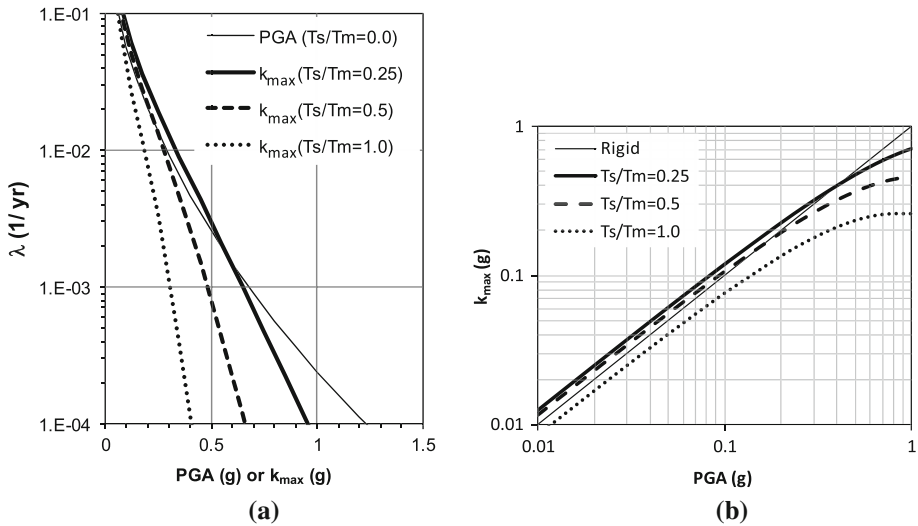 1.E-01
1.E-02
1.E-03
1.E-04
λ (1/ yr)
PGA (Ts/Tm=0.0)
kmax(Ts/Tm=0.25)
kmax(Ts/Tm=0.5)
kmax(Ts/Tm=1.0)
0 0.5 1 1.5
PGA (g) or kmax (g)
(a)
1
0.1
0.01
kmax (g)
Rigid
Ts/Tm=0.25
Ts/Tm=0.5
Ts/Tm=1.0
0.01 0.1 1
PGA (g)
(b)